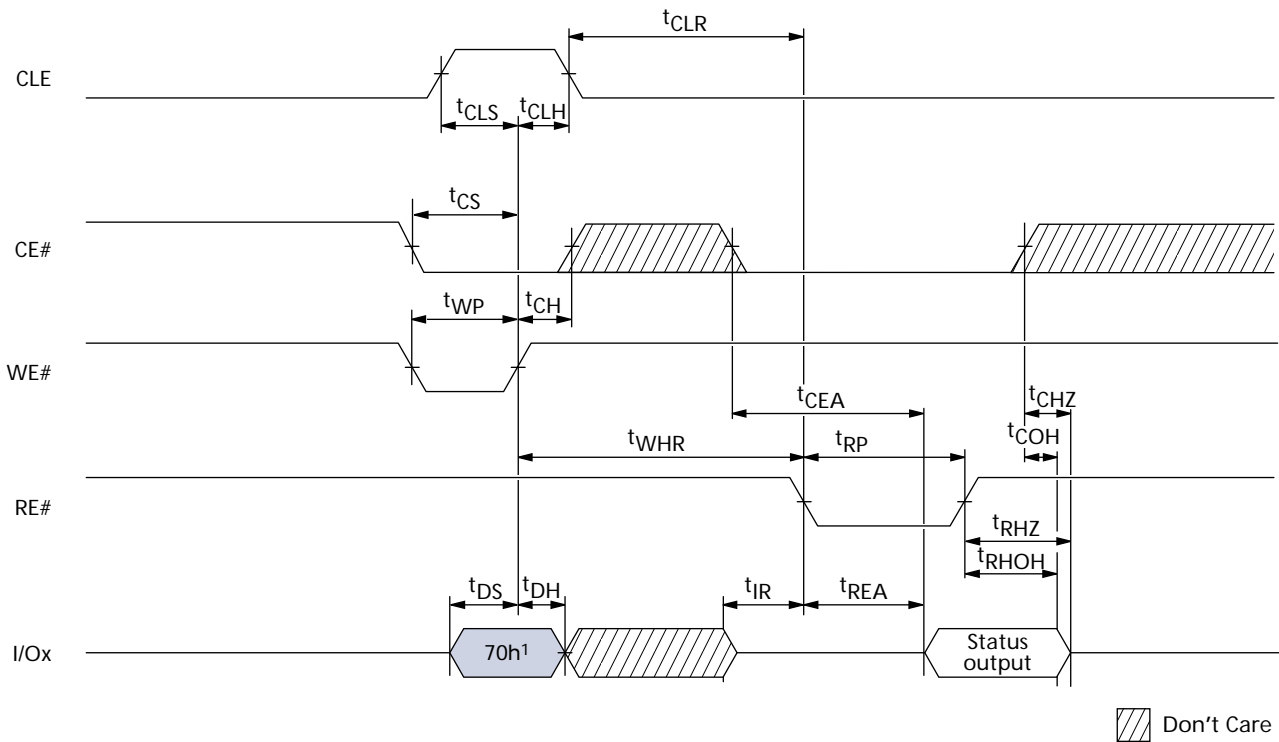 tCLR
CLE
tCLS tCLH
tCS
CE#
tWP tCH
WE#
tCEA tCHZ
tCOH
tWHR tRP
RE#
tRHZ
tRHOH
tDS tDH tIR tREA
I/Ox 70h¹ Status
output
Don't Care